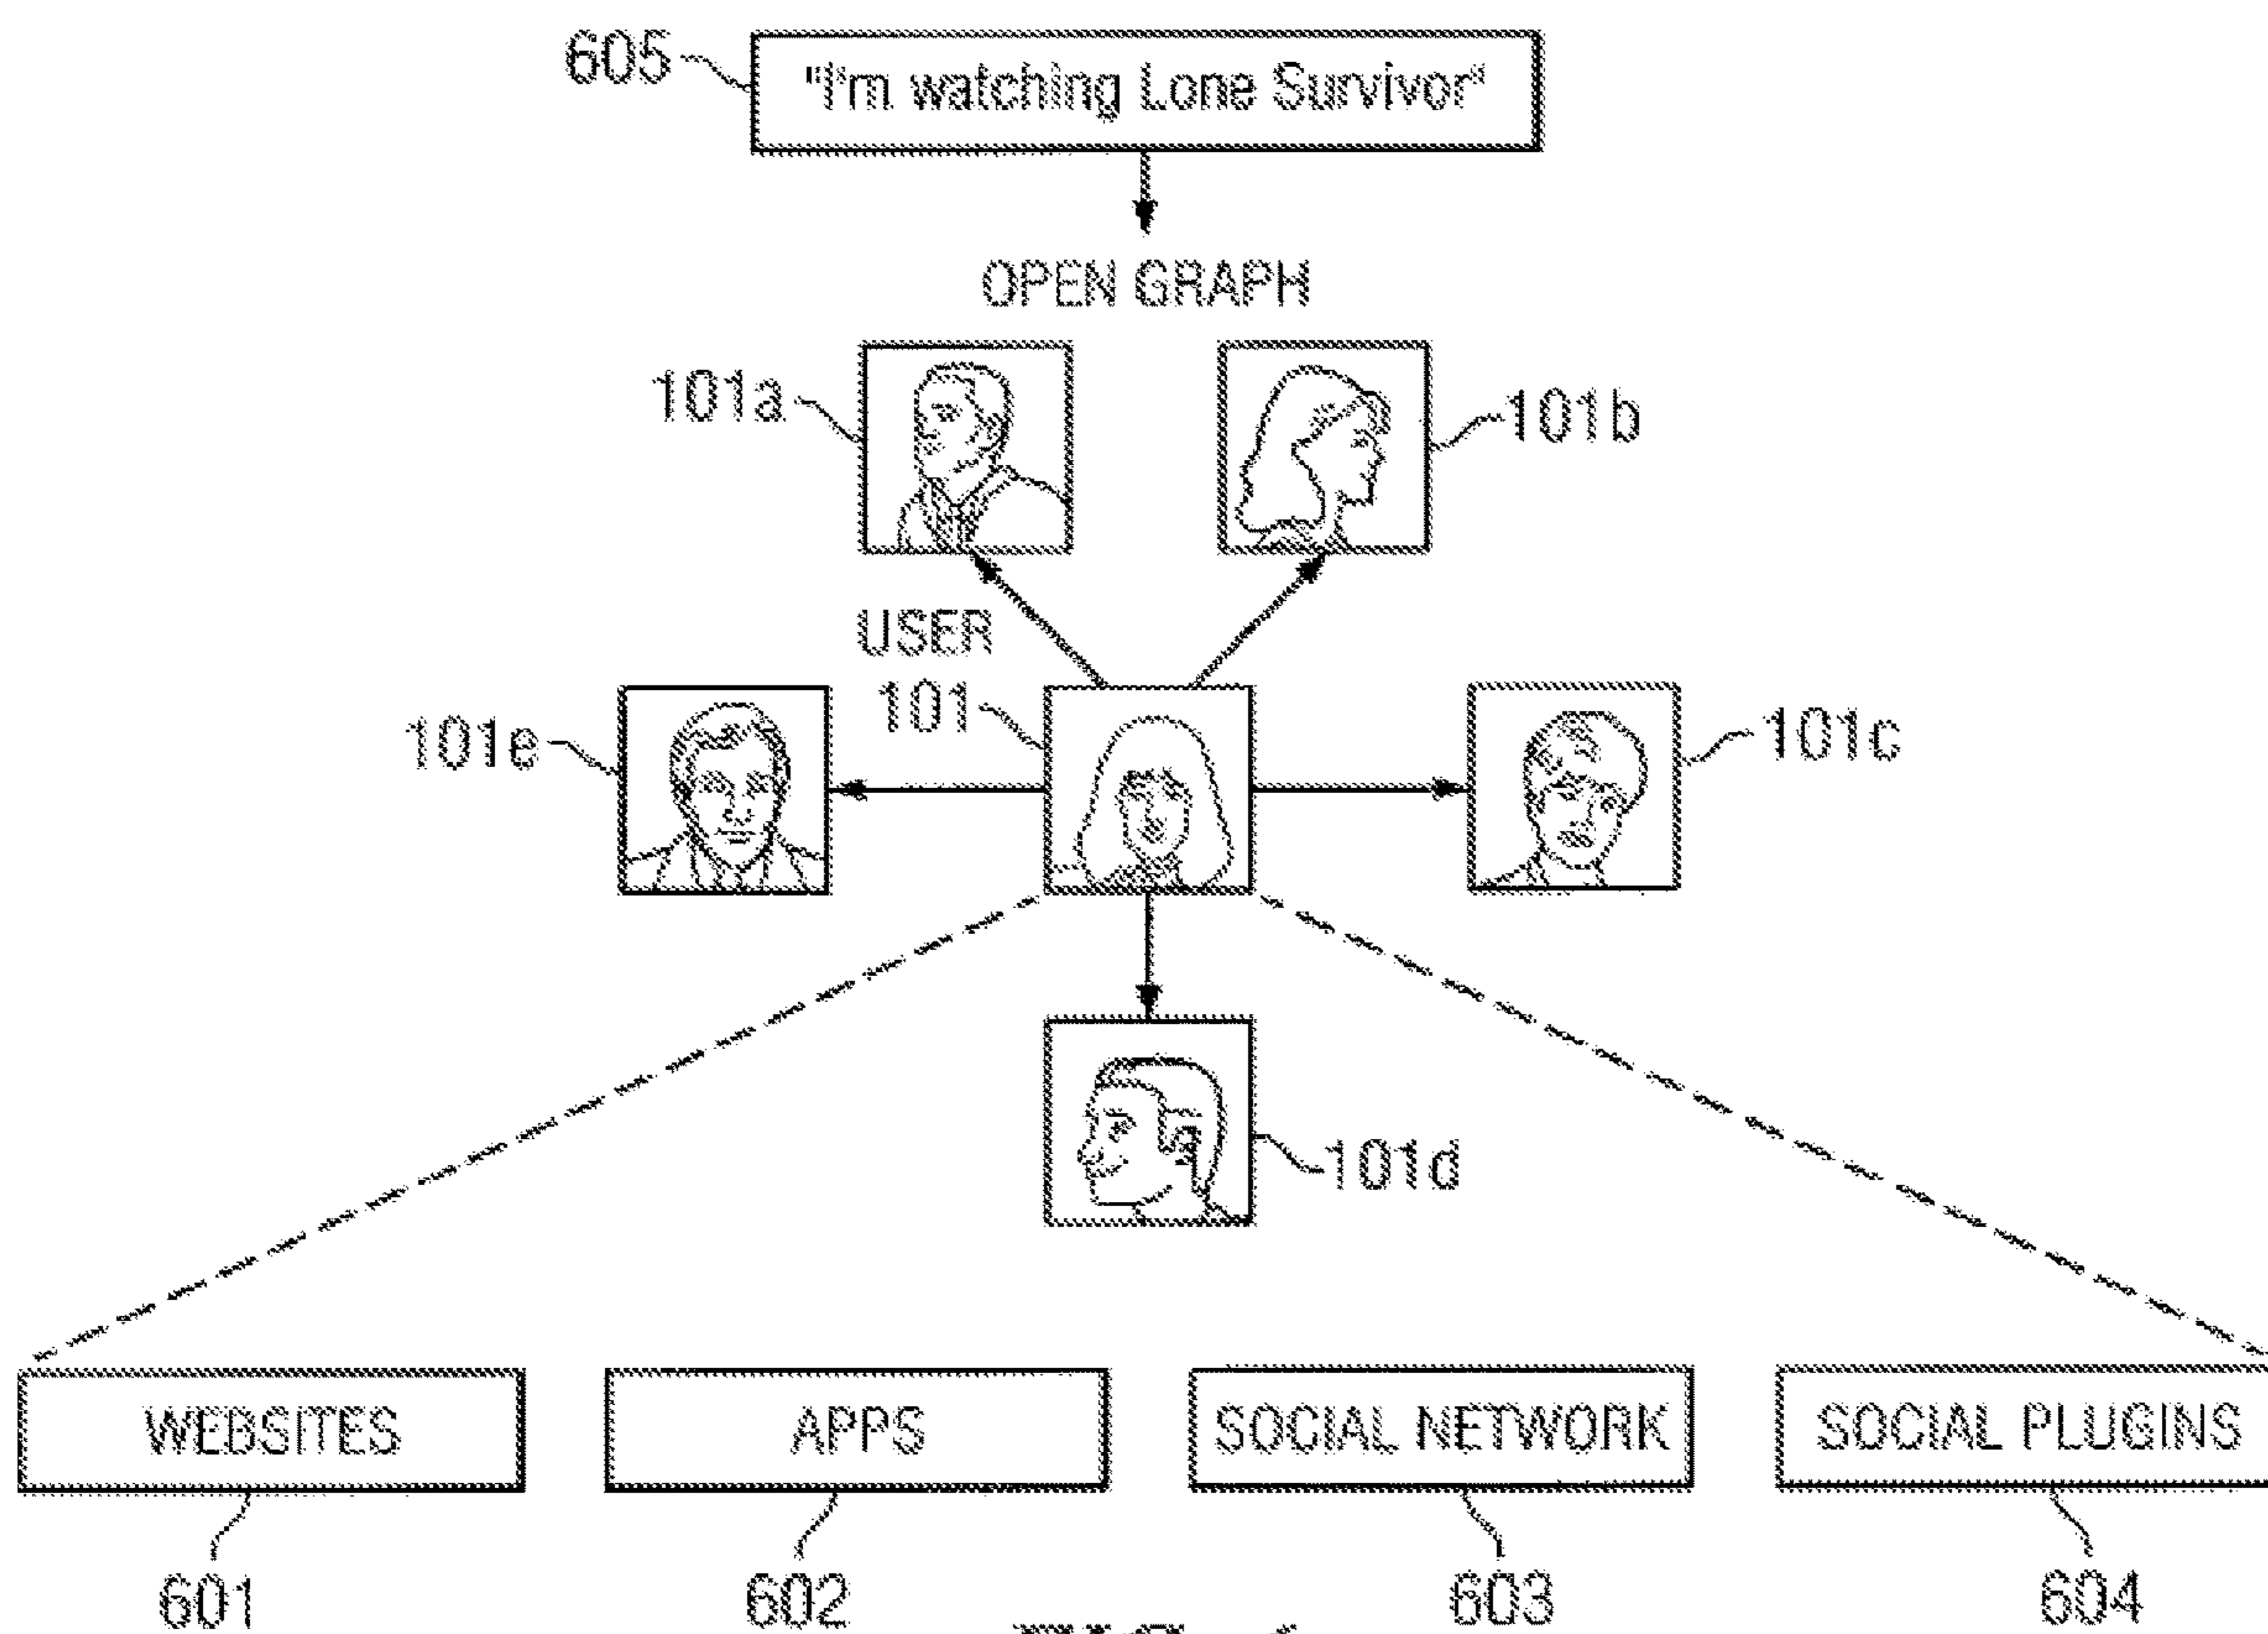 605
"I'm watching Lone Survivor"
OPEN GRAPH
101a
101b
USER
101
101e
101c
101d
WEBSITES
APPS
SOCIAL NETWORK
SOCIAL PLUGINS
601
602
603
604